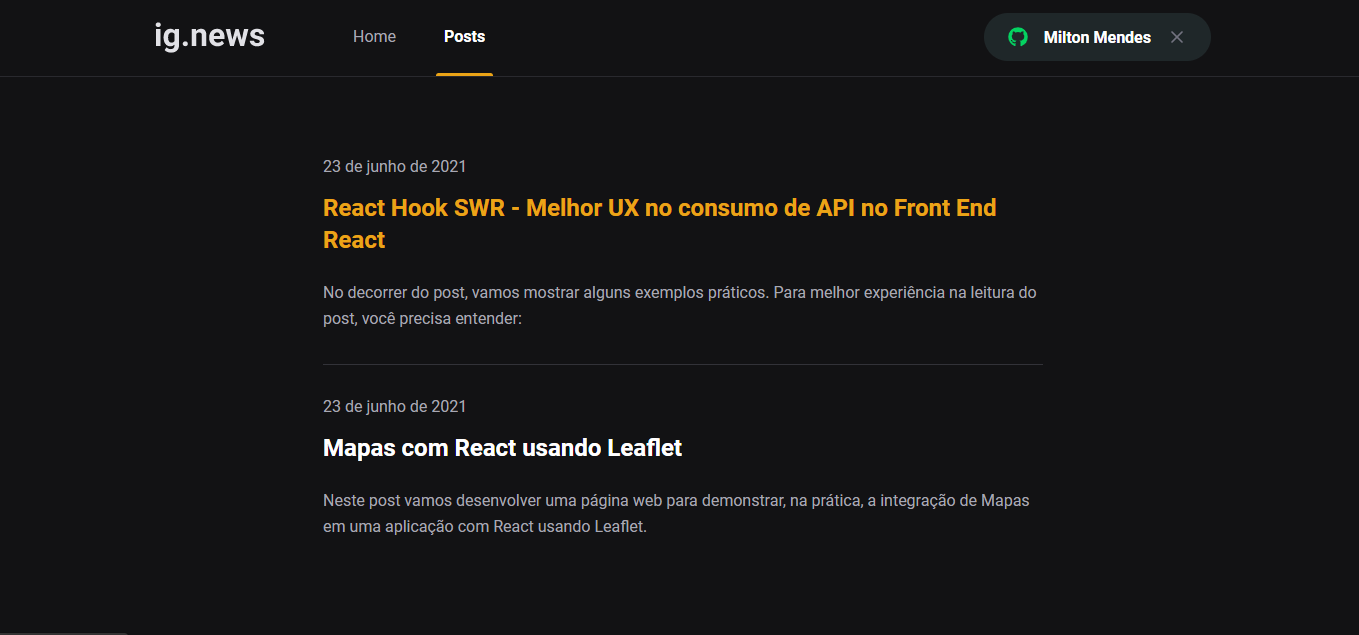 ig.news
Home
Posts
Milton Mendes
23 de junho de 2021
React Hook SWR - Melhor UX no consumo de API no Front End
React
No decorrer do post, vamos mostrar alguns exemplos práticos. Para melhor experiência na leitura do
post, você precisa entender:
23 de junho de 2021
Mapas com React usando Leaflet
Neste post vamos desenvolver uma página web para demonstrar, na prática, a integração de Mapas
em uma aplicação com React usando Leaflet.